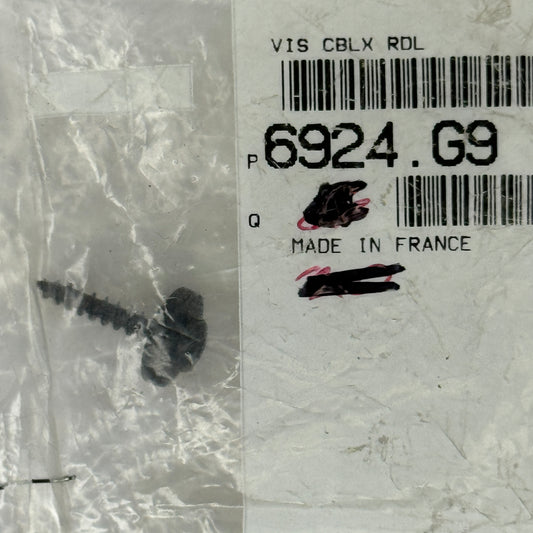 VIS CBLX RDL
P 6924.G9
Q
MADE IN FRANCE